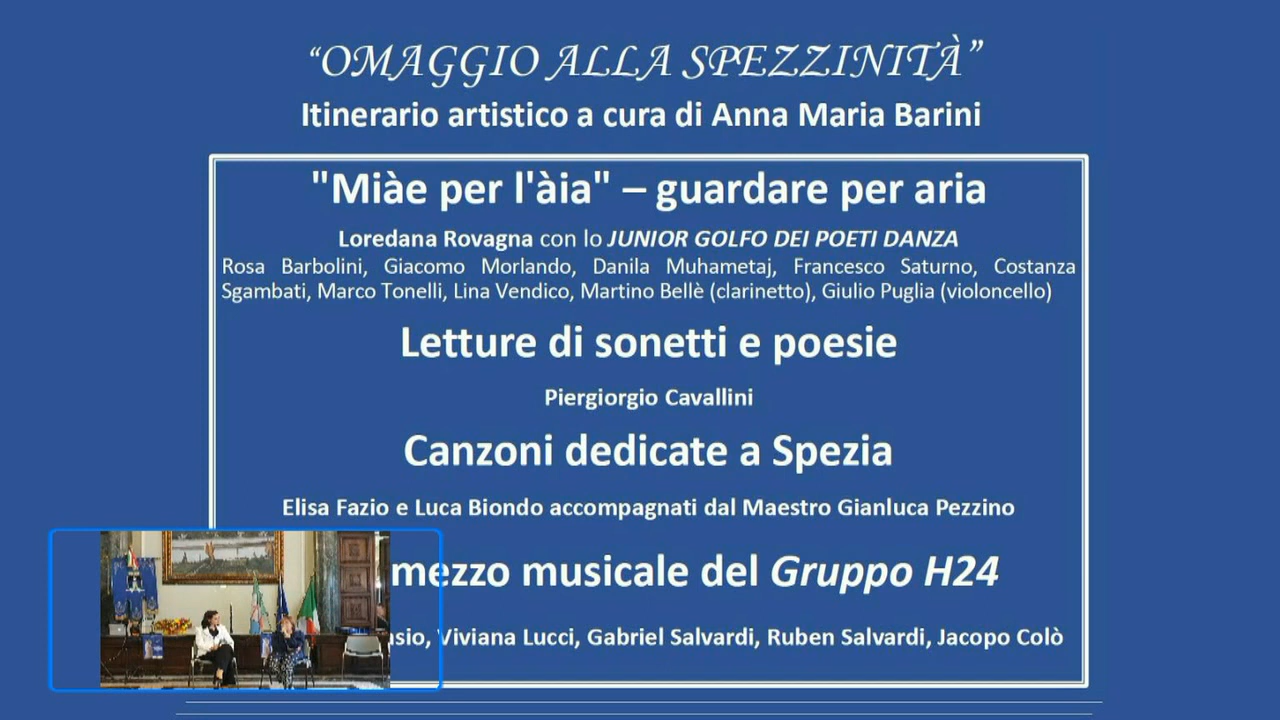 “OMAGGIO ALLA SPEZZINITÀ”
Itinerario artistico a cura di Anna Maria Barini
"Miàe per l'àia" – guardare per aria
Loredana Rovagna con lo JUNIOR GOLFO DEI POETI DANZA
Rosa Barbolini, Giacomo Morlando, Danila Muhametaj, Francesco Saturno, Costanza
Sgambati, Marco Tonelli, Lina Vendico, Martino Bellè (clarinetto), Giulio Puglia (violoncello)
Letture di sonetti e poesie
Piergiorgio Cavallini
Canzoni dedicate a Spezia
Elisa Fazio e Luca Biondo accompagnati dal Maestro Gianluca Pezzino
mezzo musicale del Gruppo H24
Viviana Lucci, Gabriel Salvardi, Ruben Salvardi, Jacopo Colò